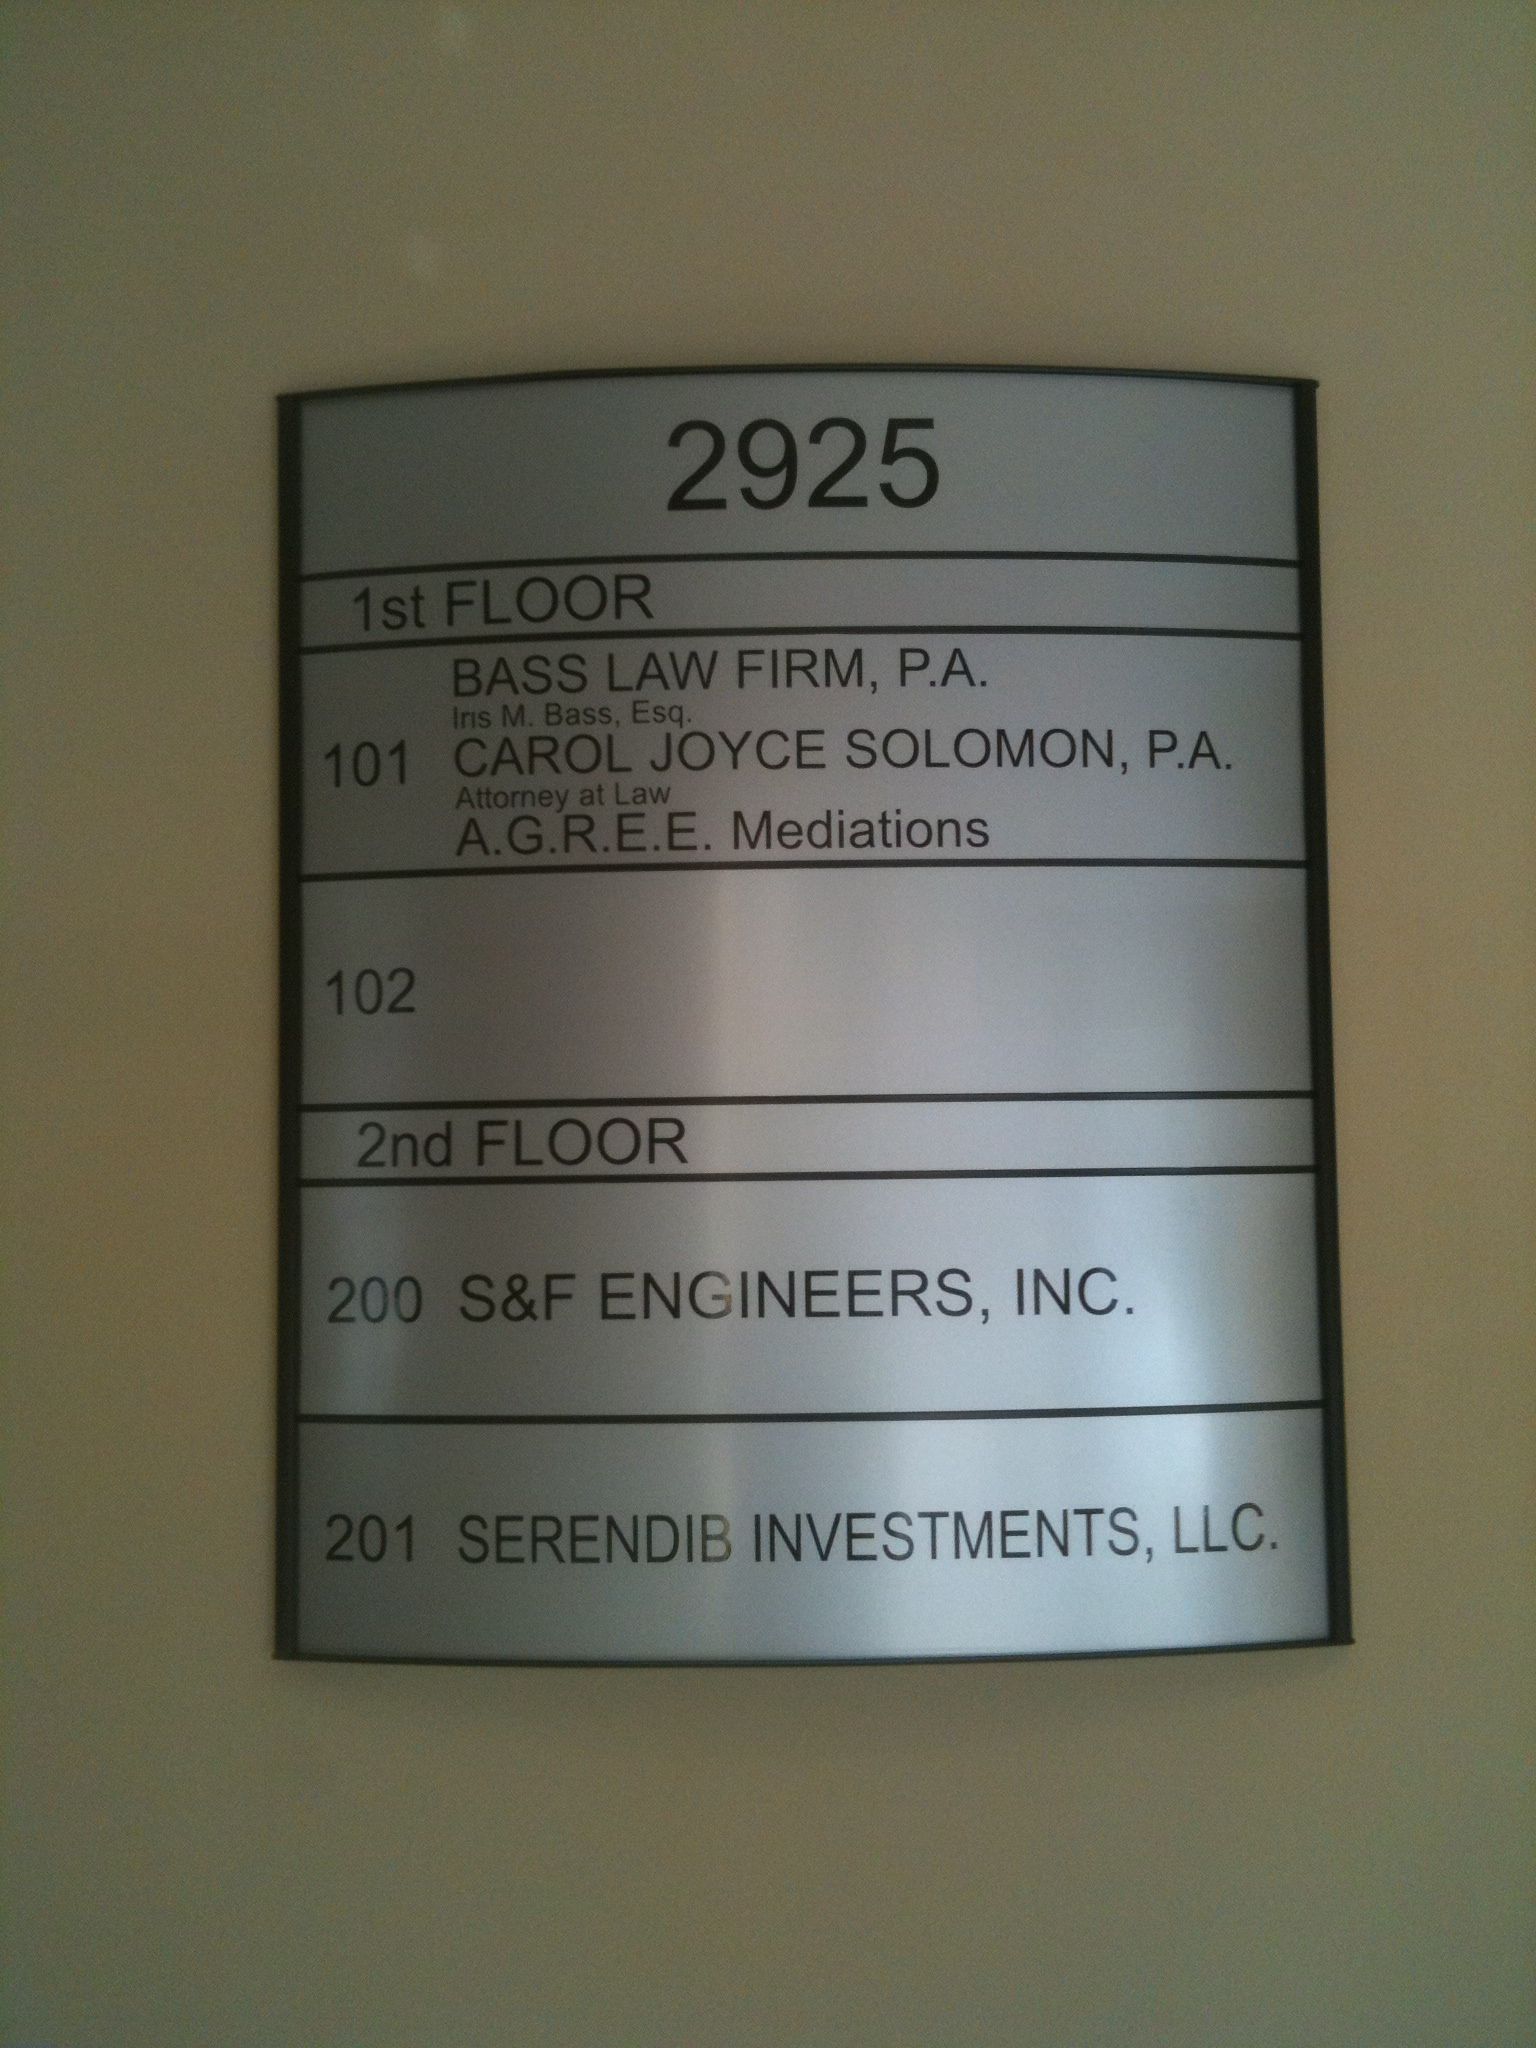 2925
1st FLOOR
BASS LAW FIRM, P.A.
Iris M. Bass, Esq.
101 CAROL JOYCE SOLOMON, P.A.
Attorney at Law
A.G.R.E.E. Mediations
102
2nd FLOOR
200 S&F ENGINEERS, INC.
201 SERENDIB INVESTMENTS, LLC.